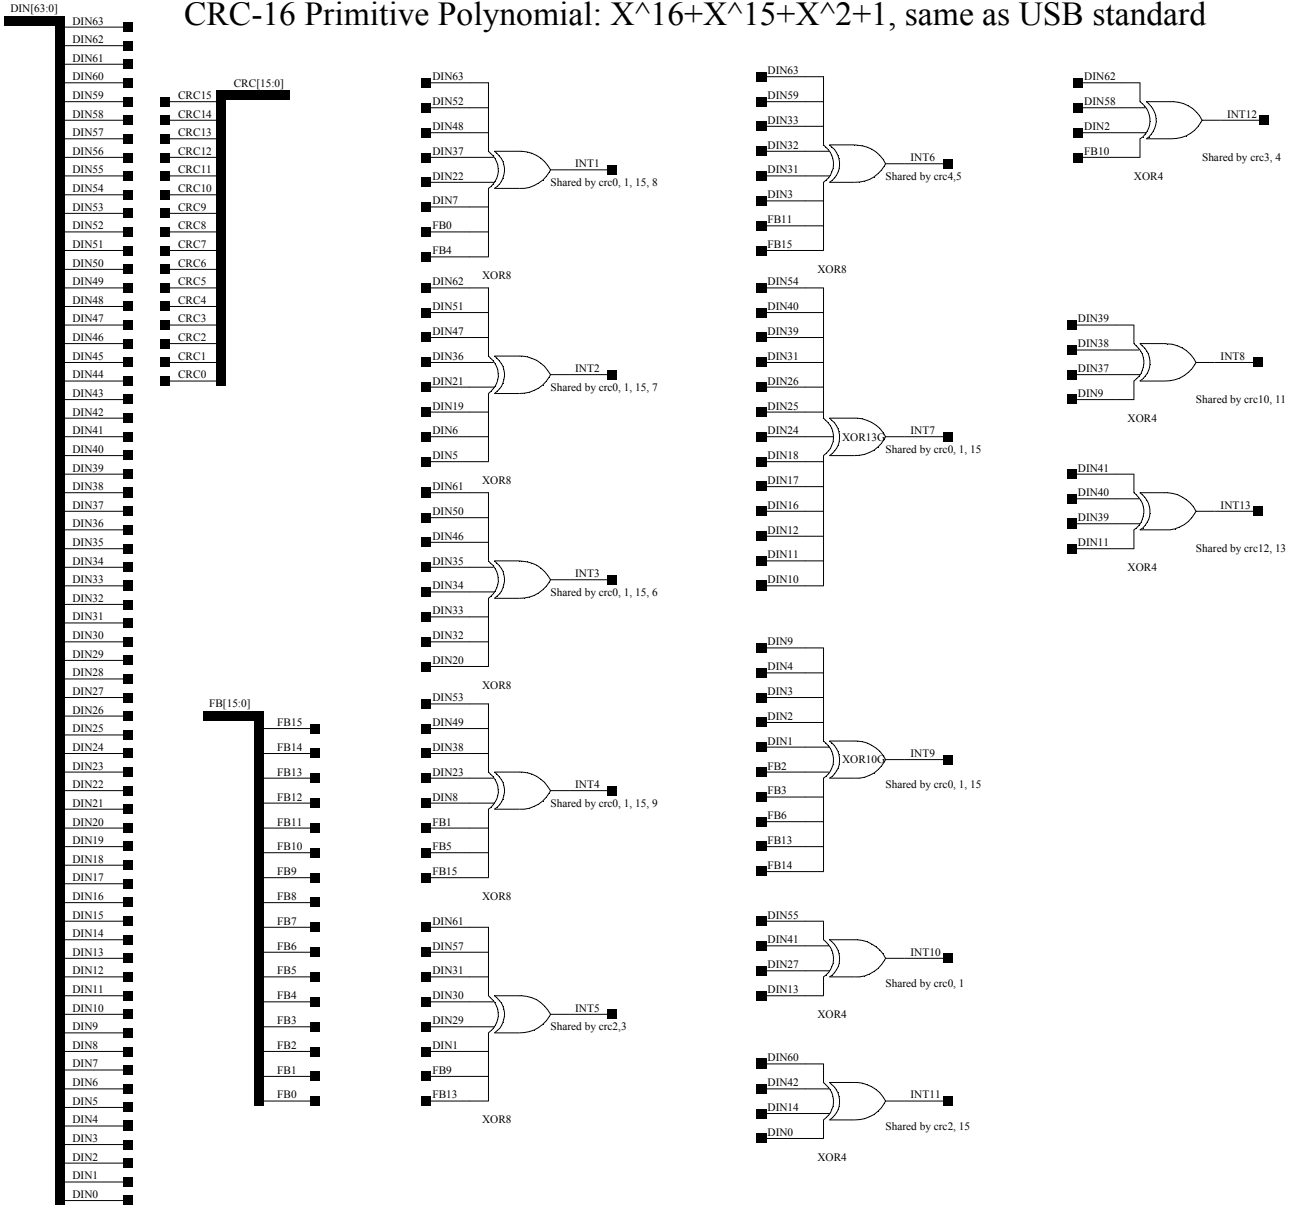 CRC-16 Primitive Polynomial: X^16+X^15+X^2+1, same as USB standard
DIN[63:0]
DIN63
DIN62
DIN61
DIN60
DIN59
DIN58
DIN57
DIN56
DIN55
DIN54
DIN53
DIN52
DIN51
DIN50
DIN49
DIN48
DIN47
DIN46
DIN45
DIN44
DIN43
DIN42
DIN41
DIN40
DIN39
DIN38
DIN37
DIN36
DIN35
DIN34
DIN33
DIN32
DIN31
DIN30
DIN29
DIN28
DIN27
DIN26
DIN25
DIN24
DIN23
DIN22
DIN21
DIN20
DIN19
DIN18
DIN17
DIN16
DIN15
DIN14
DIN13
DIN12
DIN11
DIN10
DIN9
DIN8
DIN7
DIN6
DIN5
DIN4
DIN3
DIN2
DIN1
DIN0
CRC[15:0]
CRC15
CRC14
CRC13
CRC12
CRC11
CRC10
CRC9
CRC8
CRC7
CRC6
CRC5
CRC4
CRC3
CRC2
CRC1
CRC0
FB[15:0]
FB15
FB14
FB13
FB12
FB11
FB10
FB9
FB8
FB7
FB6
FB5
FB4
FB3
FB2
FB1
FB0
DIN63
DIN52
DIN48
DIN37
DIN22
DIN7
FB0
FB4
INT1
Shared by crc0, 1, 15, 8
XOR8
DIN62
DIN51
DIN47
DIN36
DIN21
DIN19
DIN6
DIN5
INT2
Shared by crc0, 1, 15, 7
XOR8
DIN61
DIN50
DIN46
DIN35
DIN34
DIN33
DIN32
DIN20
INT3
Shared by crc0, 1, 15, 6
XOR8
DIN53
DIN49
DIN38
DIN23
DIN8
FB1
FB5
FB15
INT4
Shared by crc0, 1, 15, 9
XOR8
DIN61
DIN57
DIN31
DIN30
DIN29
DIN1
FB9
FB13
INT5
Shared by crc2,3
XOR8
DIN63
DIN59
DIN33
DIN32
DIN31
DIN3
FB11
FB15
INT6
Shared by crc4,5
XOR8
DIN54
DIN40
DIN39
DIN31
DIN26
DIN25
DIN24
DIN18
DIN17
DIN16
DIN12
DIN11
DIN10
XOR13G
INT7
Shared by crc0, 1, 15
DIN9
DIN4
DIN3
DIN2
DIN1
FB2
FB3
FB6
FB13
FB14
XOR10G
INT9
Shared by crc0, 1, 15
DIN55
DIN41
DIN27
DIN13
INT10
Shared by crc0, 1
XOR4
DIN60
DIN42
DIN14
DIN0
INT11
Shared by crc2, 15
XOR4
DIN62
DIN58
DIN2
FB10
INT12
Shared by crc3, 4
XOR4
DIN39
DIN38
DIN37
DIN9
INT8
Shared by crc10, 11
XOR4
DIN41
DIN40
DIN39
DIN11
INT13
Shared by crc12, 13
XOR4